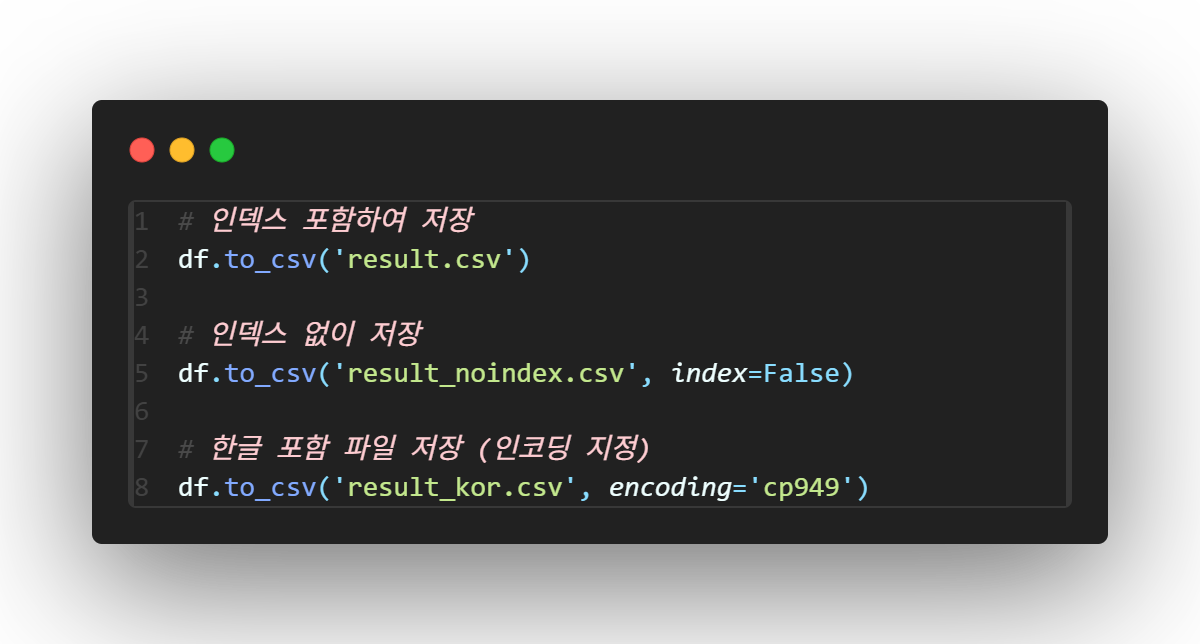 1 # 인덱스 포함하여 저장
2 df.to_csv('result.csv')
3
4 # 인덱스 없이 저장
5 df.to_csv('result_noindex.csv', index=False)
6
7 # 한글 포함 파일 저장 (인코딩 지정)
8 df.to_csv('result_kor.csv', encoding='cp949')